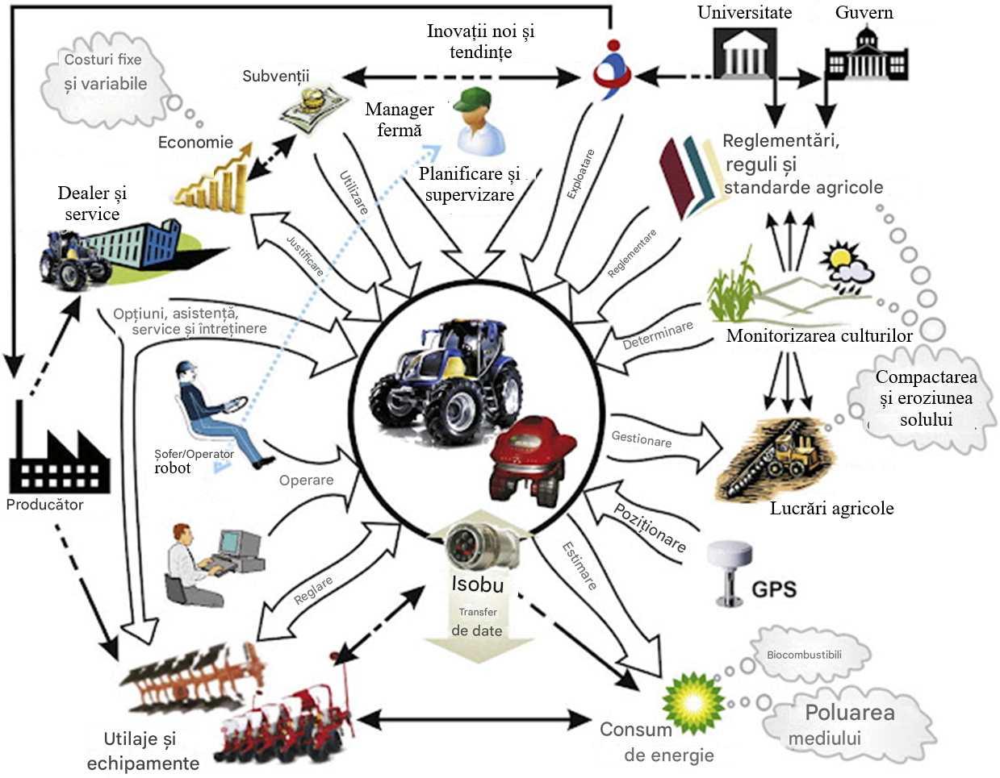 Universitate
Guvern
Inovații noi și
tendințe
Costuri fixe
și variabile
Subvenții
Manager
fermă
Economie
Reglementări,
reguli și
standarde agricole
Planificare și
supervizare
Dealer și
service
Utilizare
Exploatare
Justificare
Reglementare
Opțiuni, asistență,
service și întreținere
Determinare
Monitorizarea culturilor
Compactarea
și eroziunea
solului
Gestionare
Șofer/Operator
robot
Operare
Producător
Lucrări agricole
Poziționare
GPS
Estimare
Reglare
Isobu
Transfer
de date
Biocombustibili
Poluarea
mediului
Consum
de energie
Utilaje și
echipamente